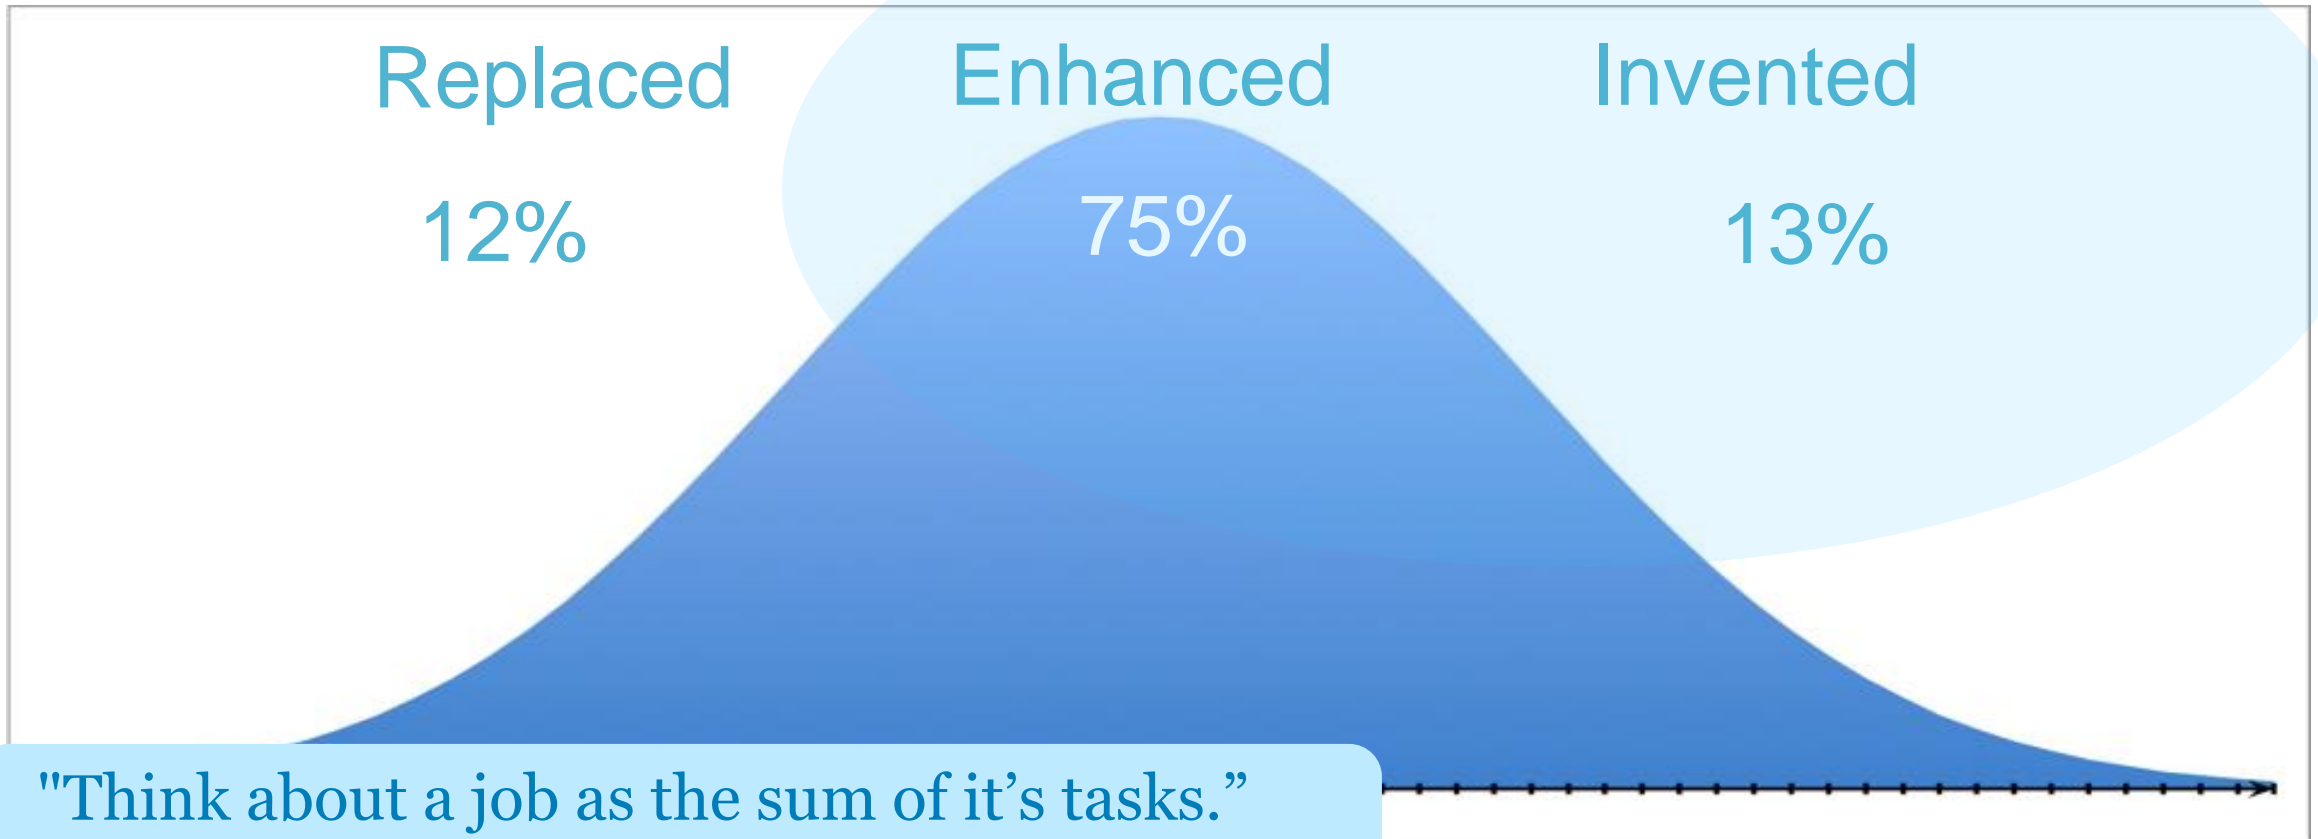 Replaced Enhanced Invented
12% 75% 13%
"Think about a job as the sum of it’s tasks.”